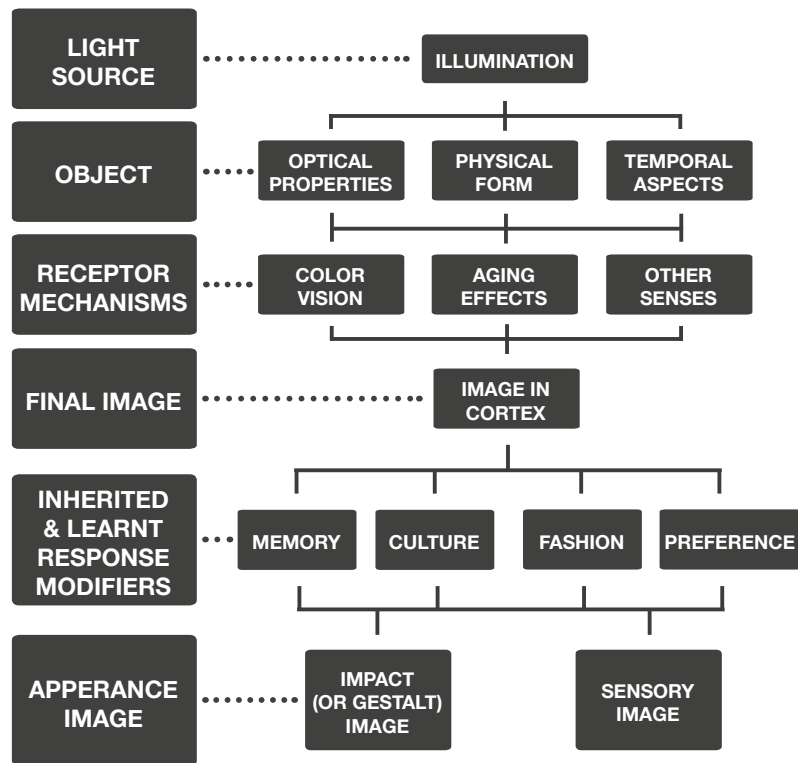 LIGHT
SOURCE
ILLUMINATION
OBJECT
OPTICAL
PROPERTIES
PHYSICAL
FORM
TEMPORAL
ASPECTS
RECEPTOR
MECHANISMS
COLOR
VISION
AGING
EFFECTS
OTHER
SENSES
FINAL IMAGE
IMAGE IN
CORTEX
INHERITED
& LEARNT
RESPONSE
MODIFIERS
MEMORY
CULTURE
FASHION
PREFERENCE
APPERANCE
IMAGE
IMPACT
(OR GESTALT)
IMAGE
SENSORY
IMAGE